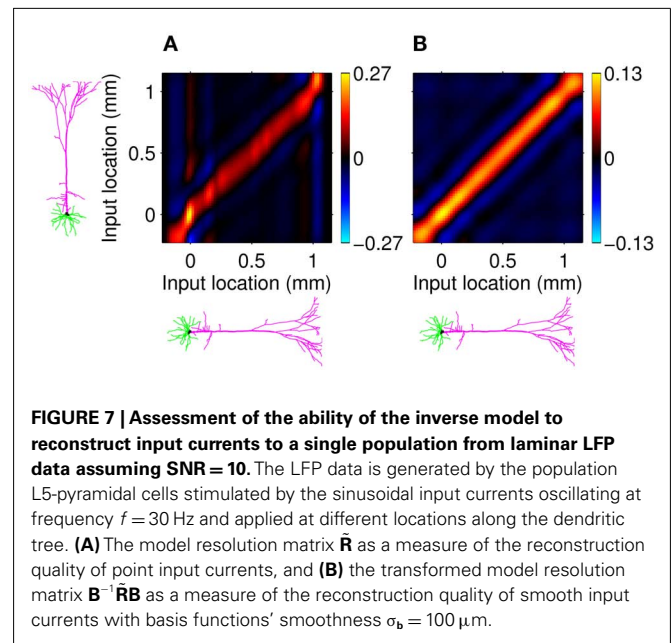 A
B
0.27
0
−0.27
0.13
0
−0.13
Input location (mm)
1
0.5
0
0
0.5
1
Input location (mm)
0
0.5
1
Input location (mm)
FIGURE 7 | Assessment of the ability of the inverse model to
reconstruct input currents to a single population from laminar LFP
data assuming SNR = 10. The LFP data is generated by the population
L5-pyramidal cells stimulated by the sinusoidal input currents oscillating at
frequency f = 30 Hz and applied at different locations along the dendritic
tree. (A) The model resolution matrix R̃ as a measure of the reconstruction
quality of point input currents, and (B) the transformed model resolution
matrix B⁻¹R̃B as a measure of the reconstruction quality of smooth input
currents with basis functions' smoothness σb = 100 μm.